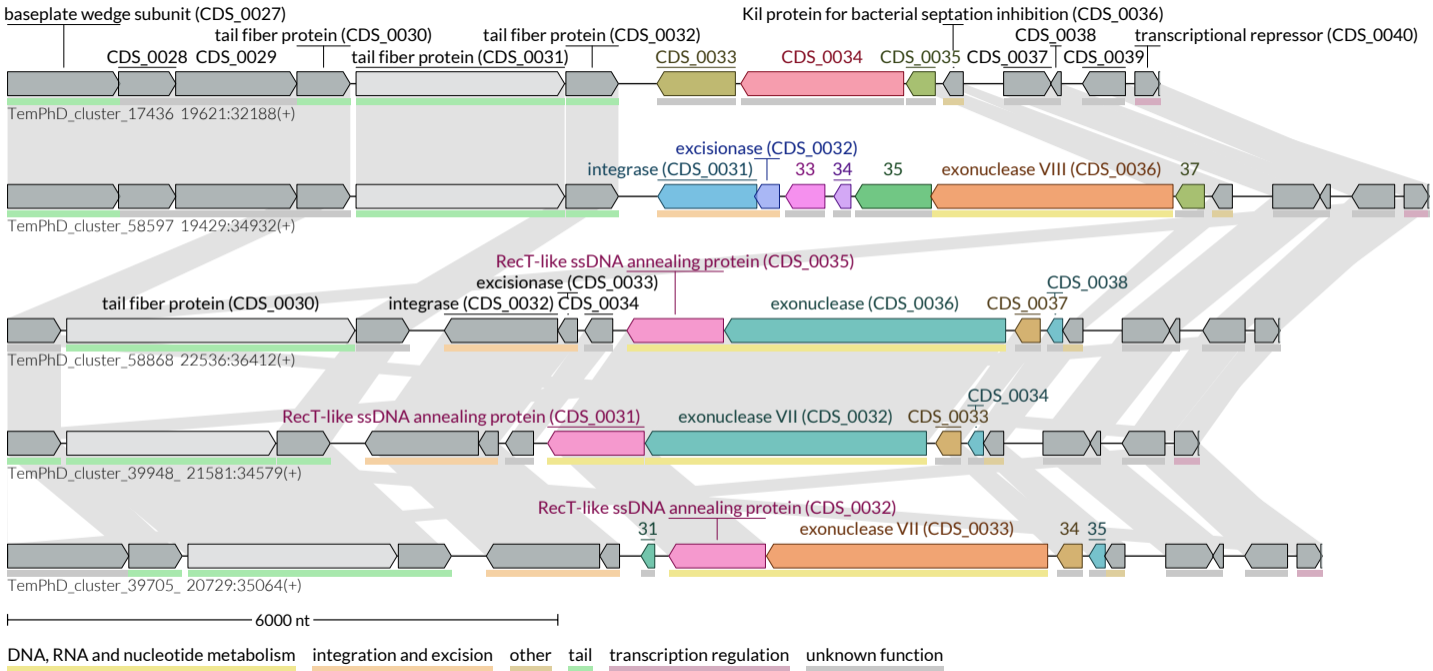 baseplate wedge subunit (CDS_0027)
Kil protein for bacterial septation inhibition (CDS_0036)
tail fiber protein (CDS_0030)
tail fiber protein (CDS_0032)
CDS_0038
transcriptional repressor (CDS_0040)
CDS_0028 CDS_0029
tail fiber protein (CDS_0031)
CDS_0033
CDS_0034
CDS_0035
CDS_0037
CDS_0039
TemPhD_cluster_17436 19621:32188(+)
excisionase (CDS_0032)
integrase (CDS_0031)
33
34
35
exonuclease VIII (CDS_0036)
37
TemPhD_cluster_58597 19429:34932(+)
RecT-like ssDNA annealing protein (CDS_0035)
excisionase (CDS_0033)
CDS_0038
tail fiber protein (CDS_0030)
integrase (CDS_0032)
CDS_0034
exonuclease (CDS_0036)
CDS_0037
TemPhD_cluster_58868 22536:36412(+)
CDS_0034
RecT-like ssDNA annealing protein (CDS_0031)
exonuclease VII (CDS_0032)
CDS_0033
TemPhD_cluster_39948_ 21581:34579(+)
RecT-like ssDNA annealing protein (CDS_0032)
31
exonuclease VII (CDS_0033)
34
35
TemPhD_cluster_39705_ 20729:35064(+)
6000 nt
DNA, RNA and nucleotide metabolism
integration and excision
other
tail
transcription regulation
unknown function